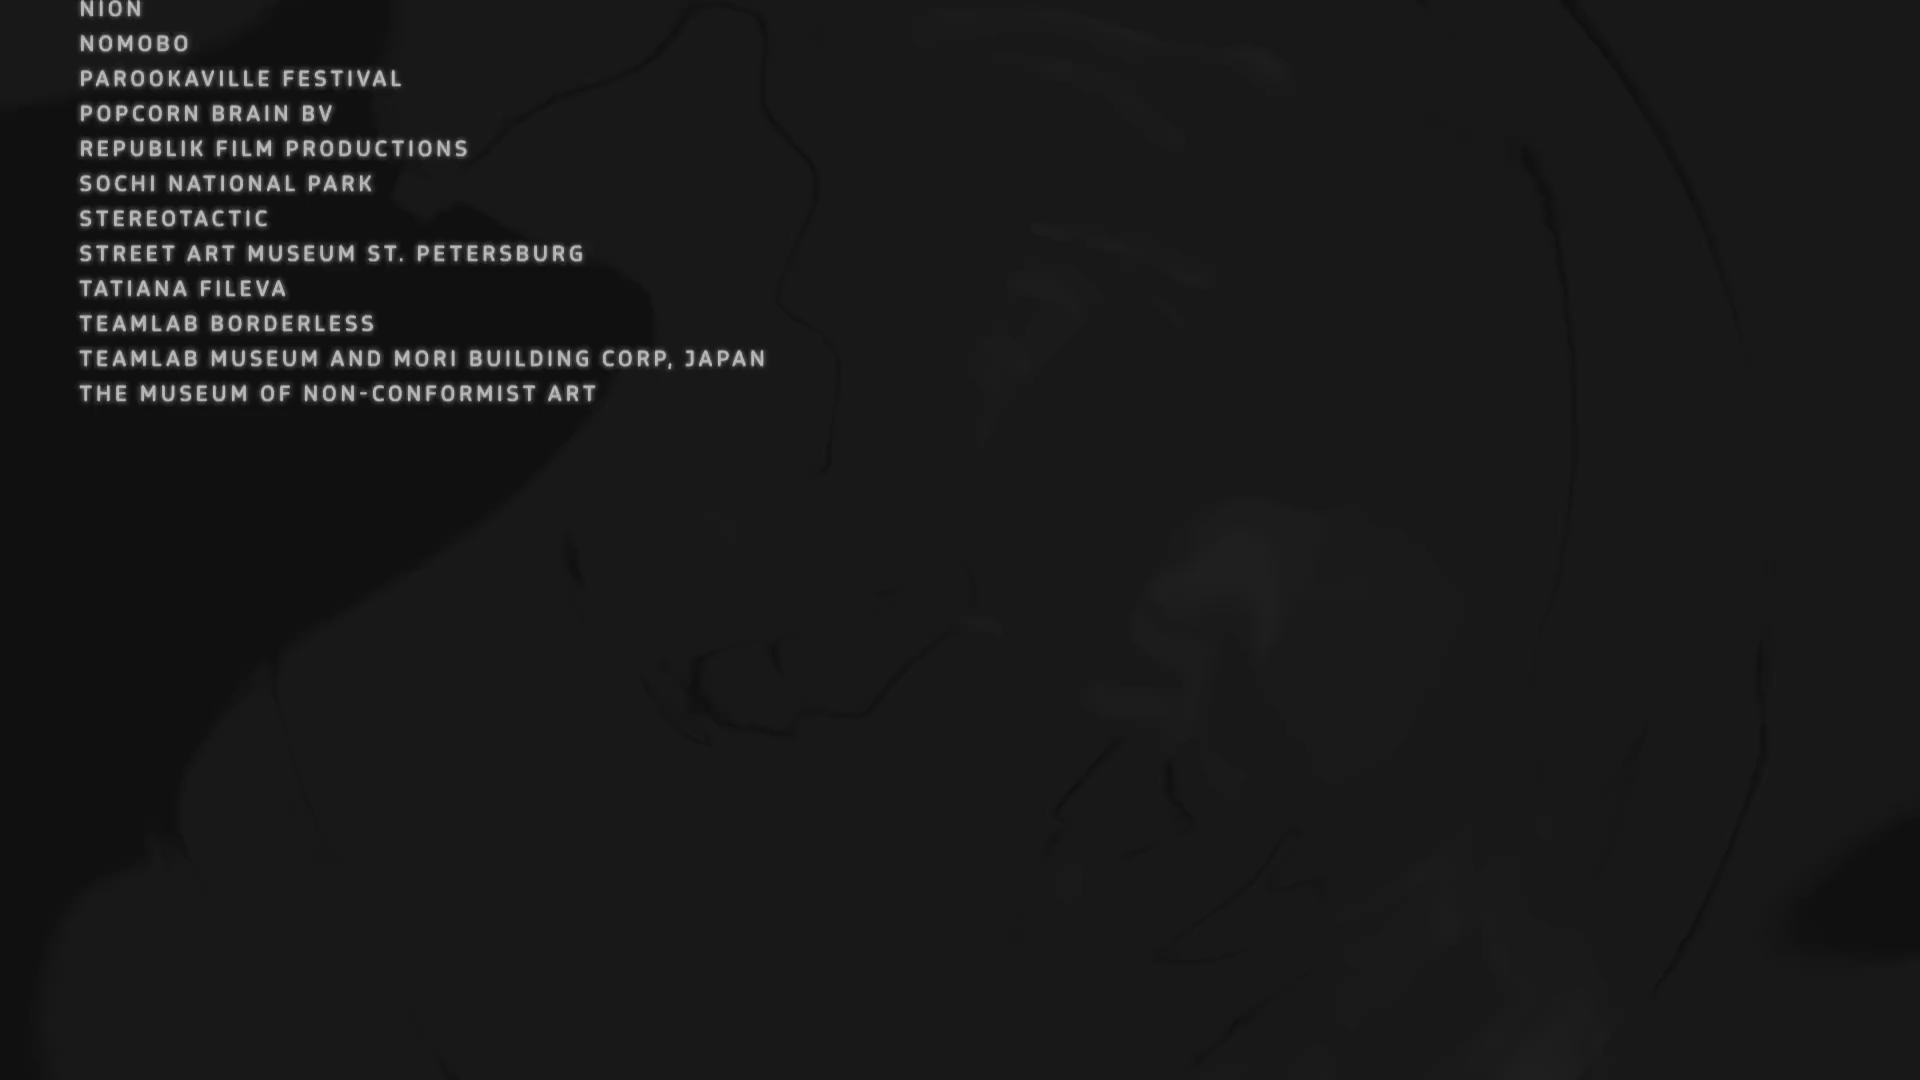 NION
NOMOBO
PAROOKAVILLE FESTIVAL
POPCORN BRAIN BV
REPUBLIK FILM PRODUCTIONS
SOCHI NATIONAL PARK
STEREOTACTIC
STREET ART MUSEUM ST. PETERSBURG
TATIANA FILEVA
TEAMLAB BORDERLESS
TEAMLAB MUSEUM AND MORI BUILDING CORP, JAPAN
THE MUSEUM OF NON-CONFORMIST ART